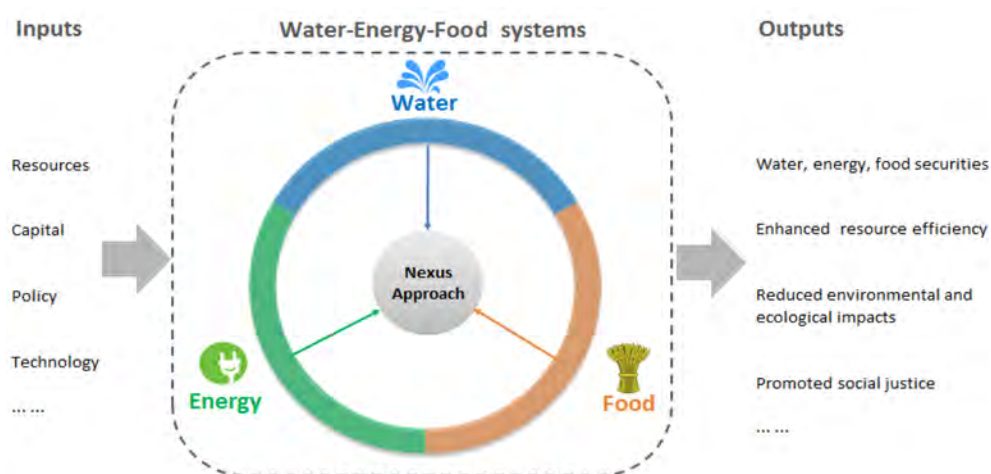 Inputs
Water-Energy-Food systems
Outputs
Water
Resources
Capital
Policy
Technology
... ...
Nexus
Approach
Energy
Food
Water, energy, food securities
Enhanced resource efficiency
Reduced environmental and
ecological impacts
Promoted social justice
... ...